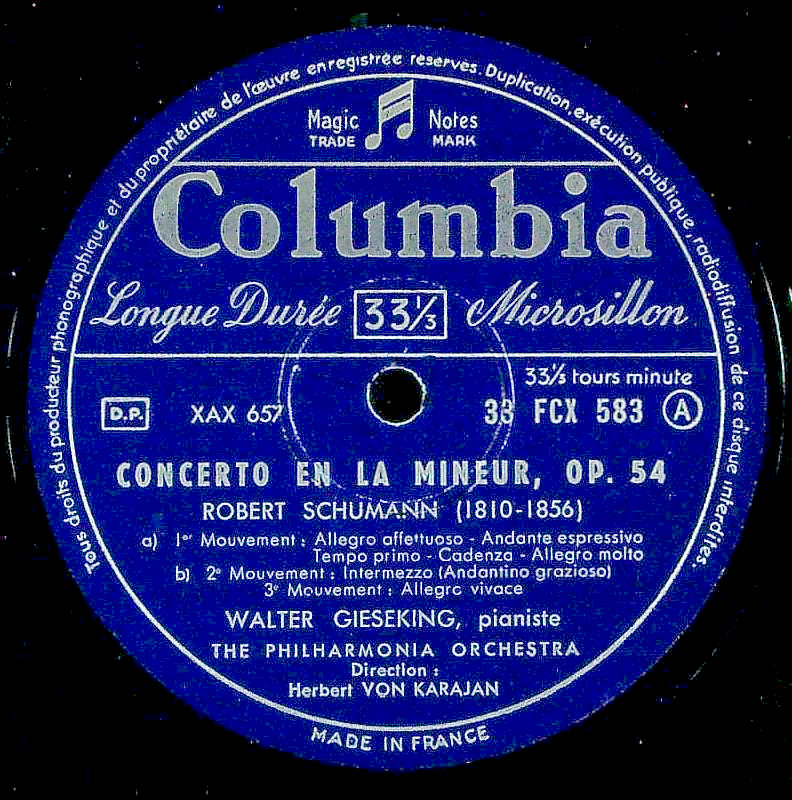 Tous droits du producteur phonographique et du propriétaire de l'œuvre enregistrée réservés. Duplication, exécution publique, radiodiffusion de ce disque interdites.
Magic Notes
TRADE MARK
Columbia
Longue Durée 33⅓ Microsillon
33⅓ tours minute
D.P. XAX 657 33 FCX 583 A
CONCERTO EN LA MINEUR, OP. 54
ROBERT SCHUMANN (1810-1856)
a) 1er Mouvement : Allegro affettuoso - Andante espressivo
Tempo primo - Cadenza - Allegro molto
b) 2e Mouvement : Intermezzo (Andantino grazioso)
3e Mouvement : Allegro vivace
WALTER GIESEKING, pianiste
THE PHILHARMONIA ORCHESTRA
Direction :
Herbert VON KARAJAN
MADE IN FRANCE